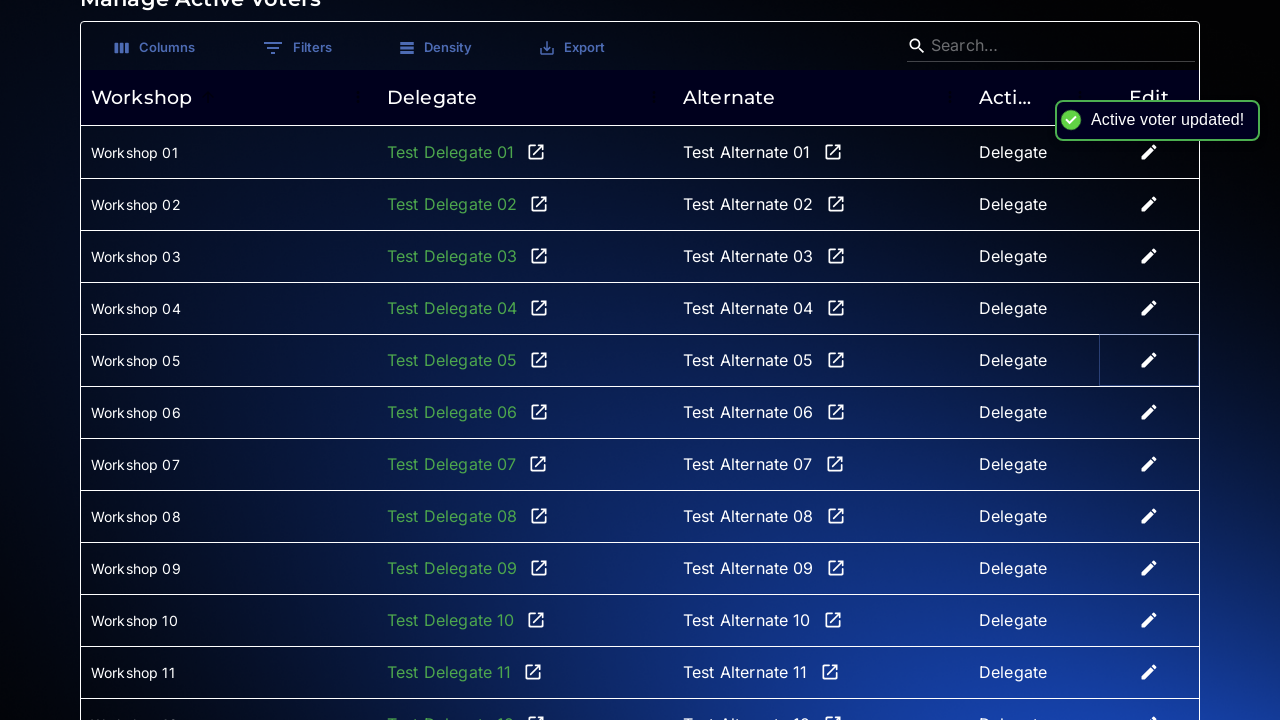 Manage Active Voters
Columns Filters Density Export Search...
Workshop Delegate Alternate Acti... Edit
Active voter updated!
Workshop 01 Test Delegate 01 Test Alternate 01 Delegate
Workshop 02 Test Delegate 02 Test Alternate 02 Delegate
Workshop 03 Test Delegate 03 Test Alternate 03 Delegate
Workshop 04 Test Delegate 04 Test Alternate 04 Delegate
Workshop 05 Test Delegate 05 Test Alternate 05 Delegate
Workshop 06 Test Delegate 06 Test Alternate 06 Delegate
Workshop 07 Test Delegate 07 Test Alternate 07 Delegate
Workshop 08 Test Delegate 08 Test Alternate 08 Delegate
Workshop 09 Test Delegate 09 Test Alternate 09 Delegate
Workshop 10 Test Delegate 10 Test Alternate 10 Delegate
Workshop 11 Test Delegate 11 Test Alternate 11 Delegate